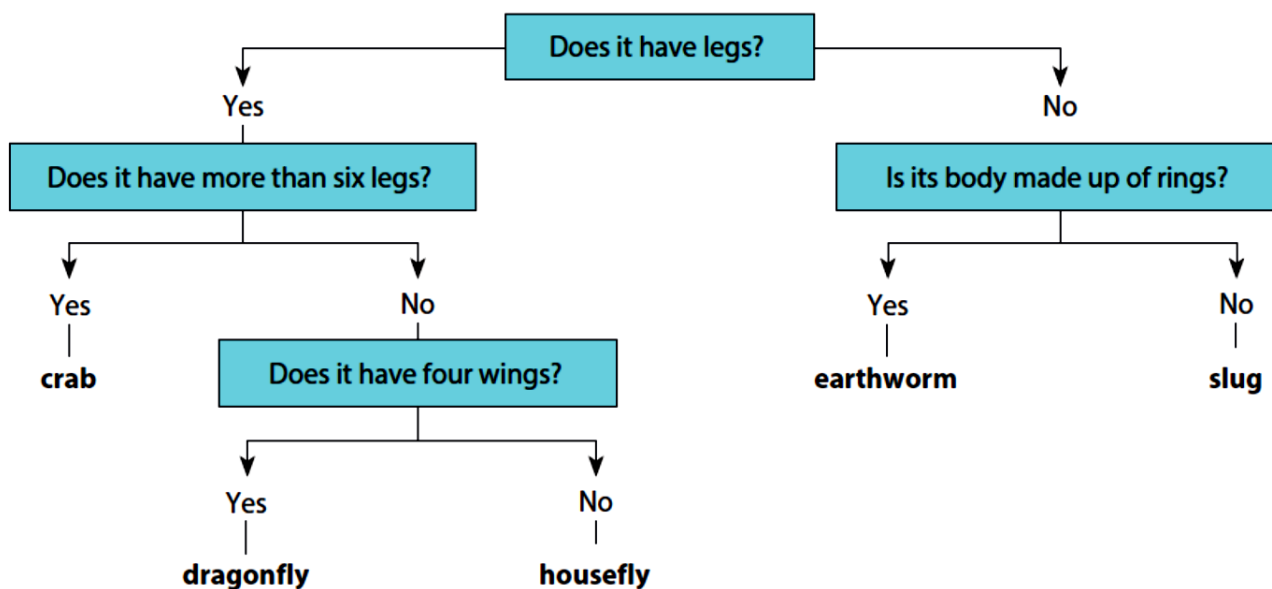 Does it have legs?
Yes
No
Does it have more than six legs?
Is its body made up of rings?
Yes
No
Yes
No
crab
Does it have four wings?
earthworm
slug
Yes
No
dragonfly
housefly